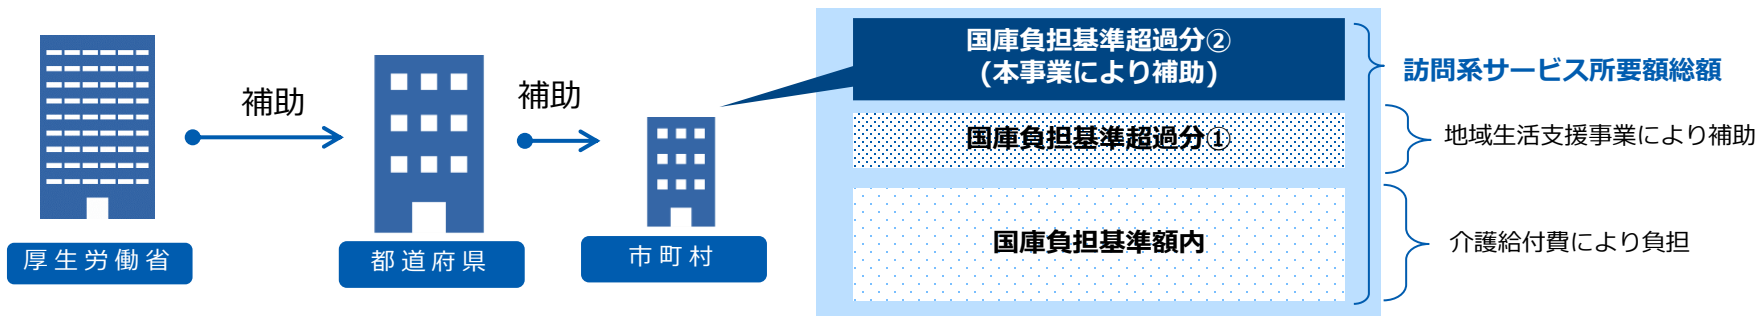 補助
補助
厚生労働省
都道府県
市町村
国庫負担基準超過分②
(本事業により補助)
国庫負担基準超過分①
国庫負担基準額内
訪問系サービス所要額総額
地域生活支援事業により補助
介護給付費により負担